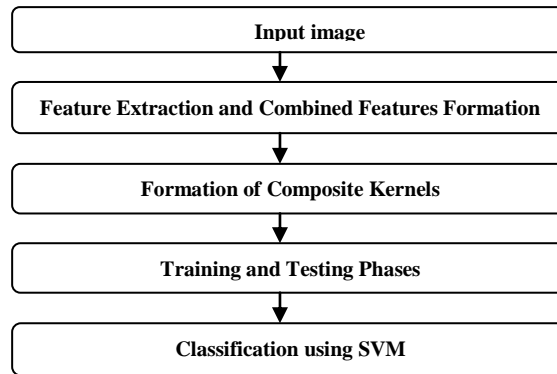 Input image
Feature Extraction and Combined Features Formation
Formation of Composite Kernels
Training and Testing Phases
Classification using SVM